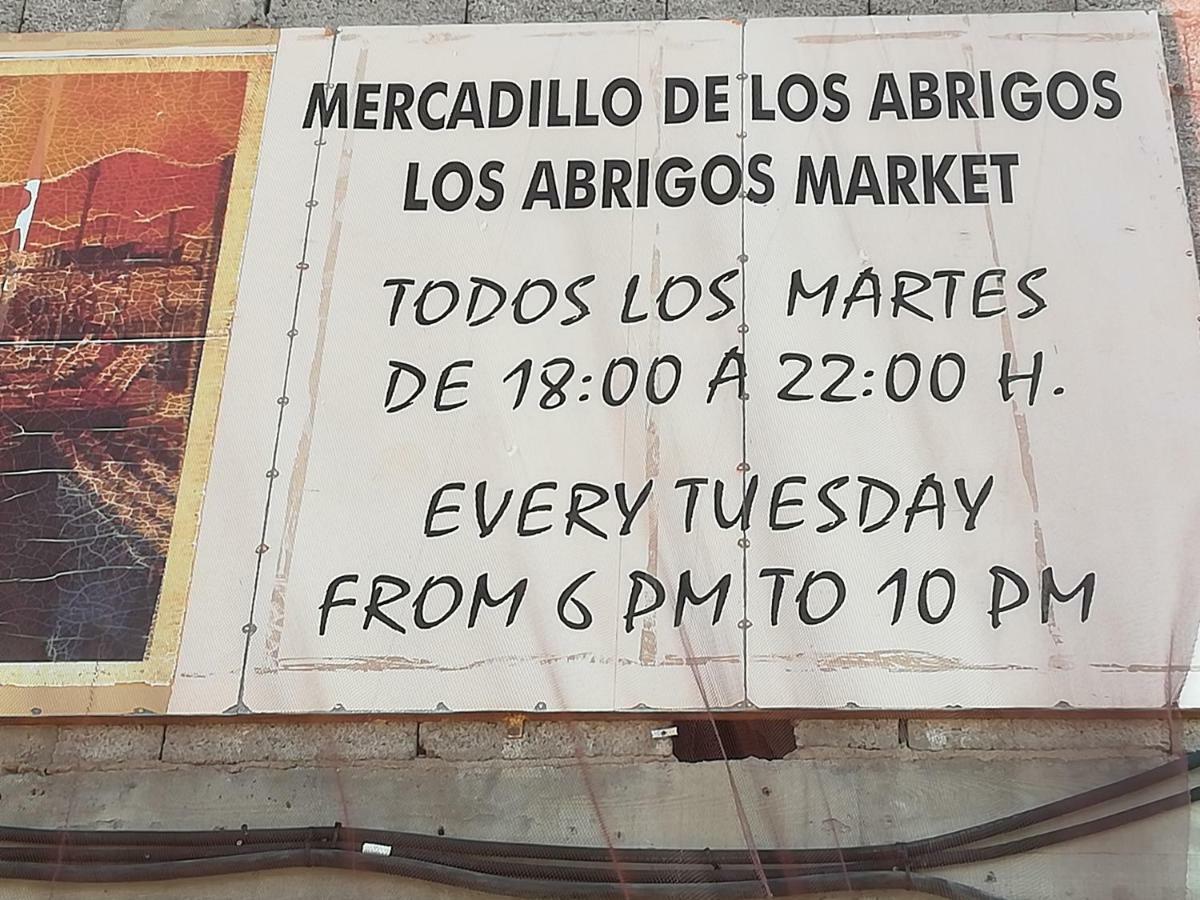 MERCADILLO DE LOS ABRIGOS
LOS ABRIGOS MARKET
TODOS LOS MARTES
DE 18:00 A 22:00 H.
EVERY TUESDAY
FROM 6 PM TO 10 PM